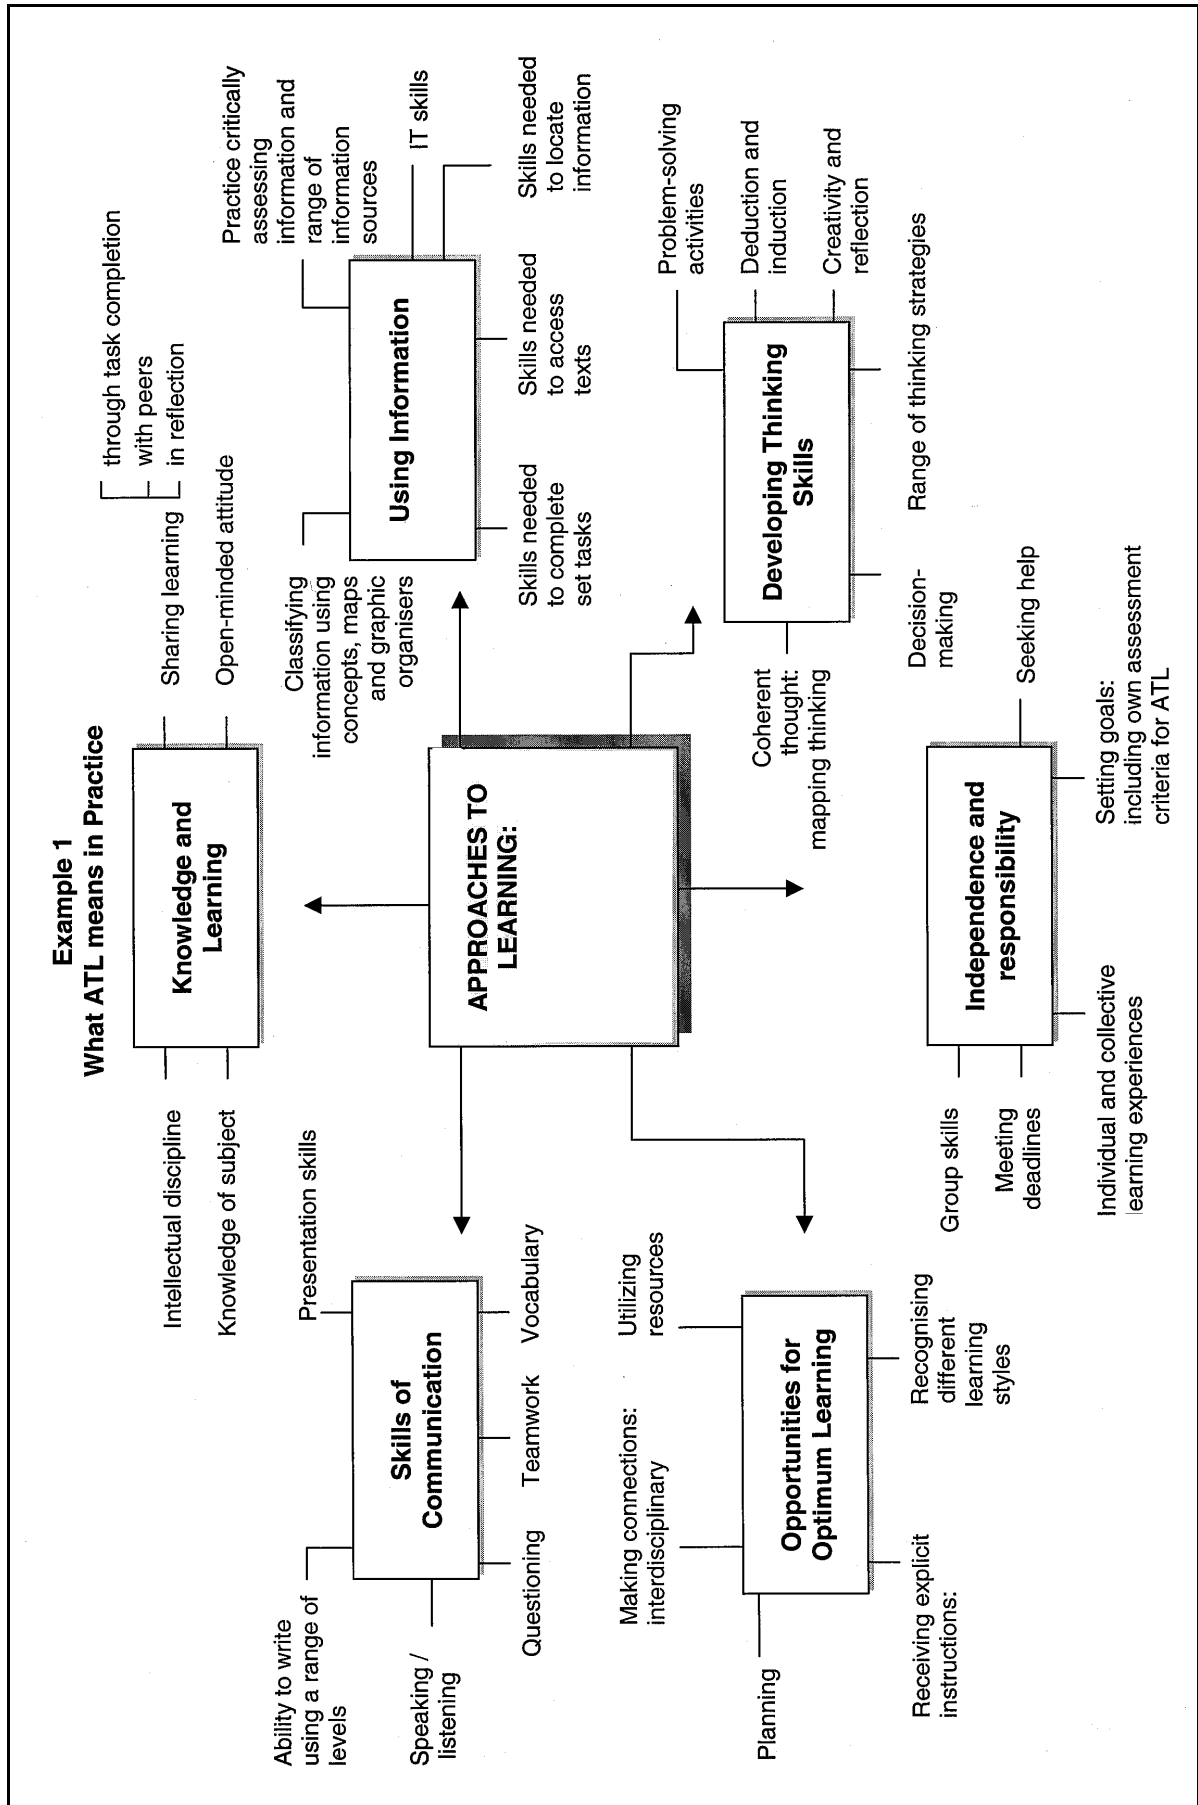 Example 1
What ATL means in Practice
Intellectual discipline
Knowledge of subject
Knowledge and
Learning
Sharing learning
through task completion
with peers
in reflection
Open-minded attitude
Presentation skills
Ability to write
using a range of
levels
Speaking /
listening
Skills of
Communication
Questioning
Teamwork
Vocabulary
APPROACHES TO
LEARNING:
Classifying
information using
concepts, maps
and graphic
organisers
Practice critically
assessing
information and
range of
information
sources
Using Information
IT skills
Skills needed
to complete
set tasks
Skills needed
to access
texts
Skills needed
to locate
information
Making connections:
interdisciplinary
Utilizing
resources
Planning
Opportunities for
Optimum Learning
Receiving explicit
instructions:
Recognising
different
learning
styles
Group skills
Meeting
deadlines
Independence and
responsibility
Seeking help
Individual and collective
learning experiences
Setting goals:
including own assessment
criteria for ATL
Coherent
thought:
mapping thinking
Developing Thinking
Skills
Problem-solving
activities
Deduction and
induction
Creativity and
reflection
Decision-
making
Range of thinking strategies